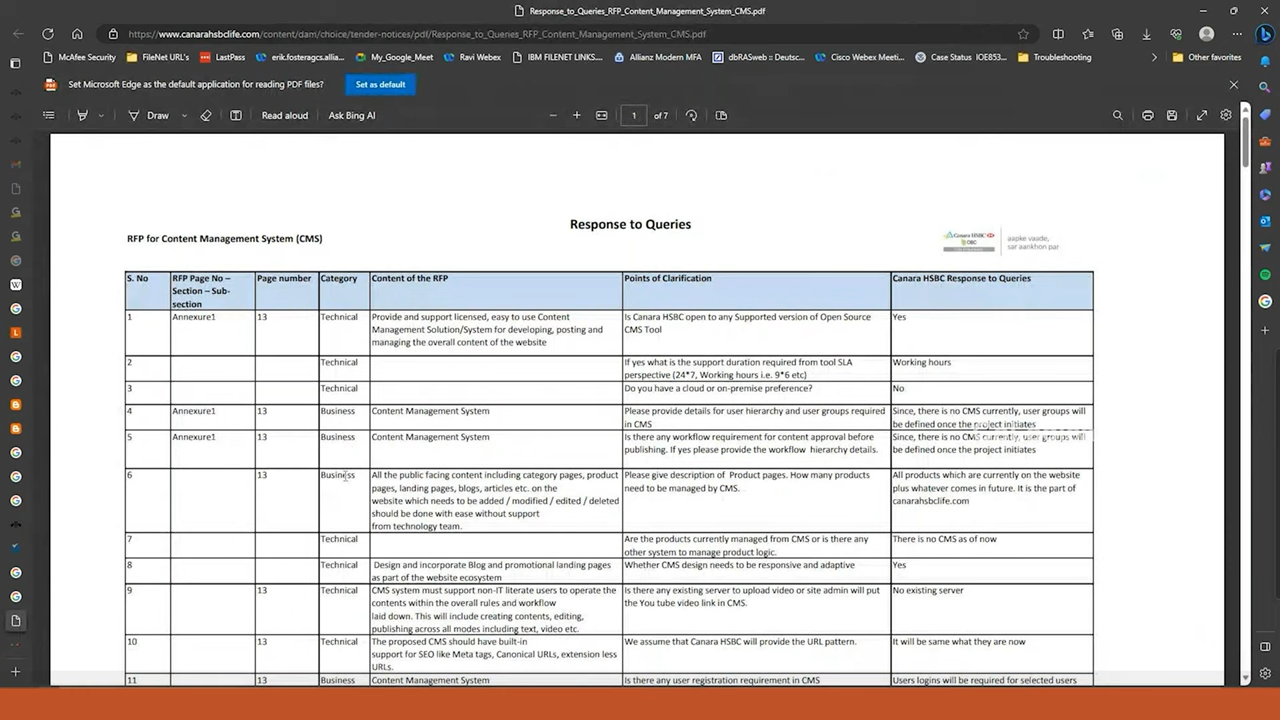 Response_to_Queries_RFP_Content_Management_System_CMS.pdf
https://www.canarahsbclife.com/content/dam/choice/tender-notices/pdf/Response_to_Queries_RFP_Content_Management_System_CMS.pdf
McAfee Security FileNet URL's LastPass erik.fosteragcs.allia... My_Google_Meet Ravi Webex IBM FILENET LINKS... Allianz Modern MFA dbRASweb :: Deutsc... Cisco Webex Meeti... Case Status IOE853... Troubleshooting Other favorites
Set Microsoft Edge as the default application for reading PDF files? Set as default
Draw Read aloud Ask Bing AI 1 of 7
Response to Queries
RFP for Content Management System (CMS)
Canara HSBC
OBC
aapke vaade,
sar aankhon par
S. No RFP Page No – Section – Sub-section Page number Category Content of the RFP Points of Clarification Canara HSBC Response to Queries
1 Annexure1 13 Technical Provide and support licensed, easy to use Content Is Canara HSBC open to any Supported version of Open Source Yes
Management Solution/System for developing, posting and CMS Tool
managing the overall content of the website
2 Technical If yes what is the support duration required from tool SLA Working hours
perspective (24*7, Working hours i.e. 9*6 etc)
3 Technical Do you have a cloud or on-premise preference? No
4 Annexure1 13 Business Content Management System Please provide details for user hierarchy and user groups required Since, there is no CMS currently, user groups will
in CMS be defined once the project initiates
5 Annexure1 13 Business Content Management System Is there any workflow requirement for content approval before Since, there is no CMS currently, user groups will
publishing. If yes please provide the workflow hierarchy details. be defined once the project initiates
6 13 Business All the public facing content including category pages, product Please give description of Product pages. How many products All products which are currently on the website
pages, landing pages, blogs, articles etc. on the need to be managed by CMS. plus whatever comes in future. It is the part of
website which needs to be added / modified / edited / deleted canarahsbclife.com
should be done with ease without support
from technology team.
7 Technical Are the products currently managed from CMS or is there any There is no CMS as of now
other system to manage product logic.
8 Technical Design and incorporate Blog and promotional landing pages Whether CMS design needs to be responsive and adaptive Yes
as part of the website ecosystem
9 13 Technical CMS system must support non-IT literate users to operate the Is there any existing server to upload video or site admin will put No existing server
contents within the overall rules and workflow the You tube video link in CMS.
laid down. This will include creating contents, editing,
publishing across all modes including text, video etc.
10 13 Technical The proposed CMS should have built-in We assume that Canara HSBC will provide the URL pattern. It will be same what they are now
support for SEO like Meta tags, Canonical URLs, extension less
URLs.
11 13 Business Content Management System Is there any user registration requirement in CMS Users logins will be required for selected users